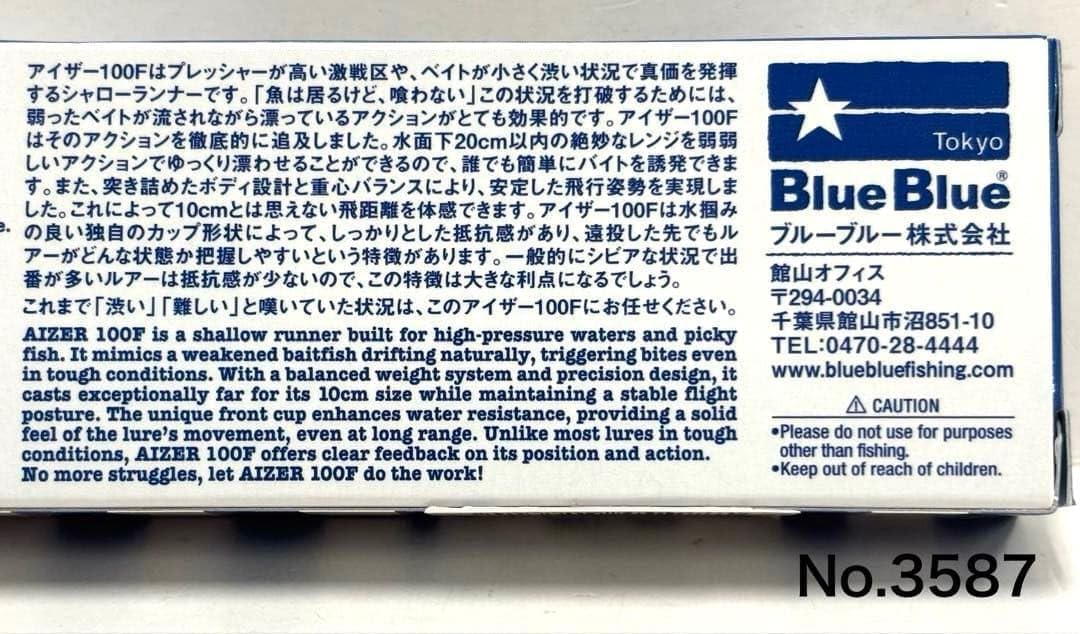 アイザー100Fはプレッシャーが高い激戦区や、ベイトが小さく渋い状況で真価を発揮
するシャローランナーです。「魚は居るけど、喰わない」この状況を打破するためには、
弱ったベイトが流されながら漂っているアクションがとても効果的です。アイザー100F
はそのアクションを徹底的に追及しました。水面下20cm以内の絶妙なレンジを弱弱
しいアクションでゆっくり漂わせることができるので、誰でも簡単にバイトを誘発できま
す。また、突き詰めたボディ設計と重心バランスにより、安定した飛行姿勢を実現しま
した。これによって10cmとは思えない飛距離を体感できます。アイザー100Fは水掴み
の良い独自のカップ形状によって、しっかりとした抵抗感があり、遠投した先でもル
アーがどんな状態か把握しやすいという特徴があります。一般的にシビアな状況で出
番が多いルアーは抵抗感が少ないので、この特徴は大きな利点になるでしょう。
これまで「渋い」「難しい」と嘆いていた状況は、このアイザー100Fにお任せください。
AIZER 100F is a shallow runner built for high-pressure waters and picky
fish. It mimics a weakened baitfish drifting naturally, triggering bites even
in tough conditions. With a balanced weight system and precision design, it
casts exceptionally far for its 10cm size while maintaining a stable flight
posture. The unique front cup enhances water resistance, providing a solid
feel of the lure's movement, even at long range. Unlike most lures in tough
conditions, AIZER 100F offers clear feedback on its position and action.
No more struggles, let AIZER 100F do the work!
e.
Tokyo
Blue Blue®
ブルーブルー株式会社
館山オフィス
〒294-0034
千葉県館山市沼851-10
TEL:0470-28-4444
www.bluebluefishing.com
⚠ CAUTION
•Please do not use for purposes
other than fishing.
•Keep out of reach of children.
No.3587